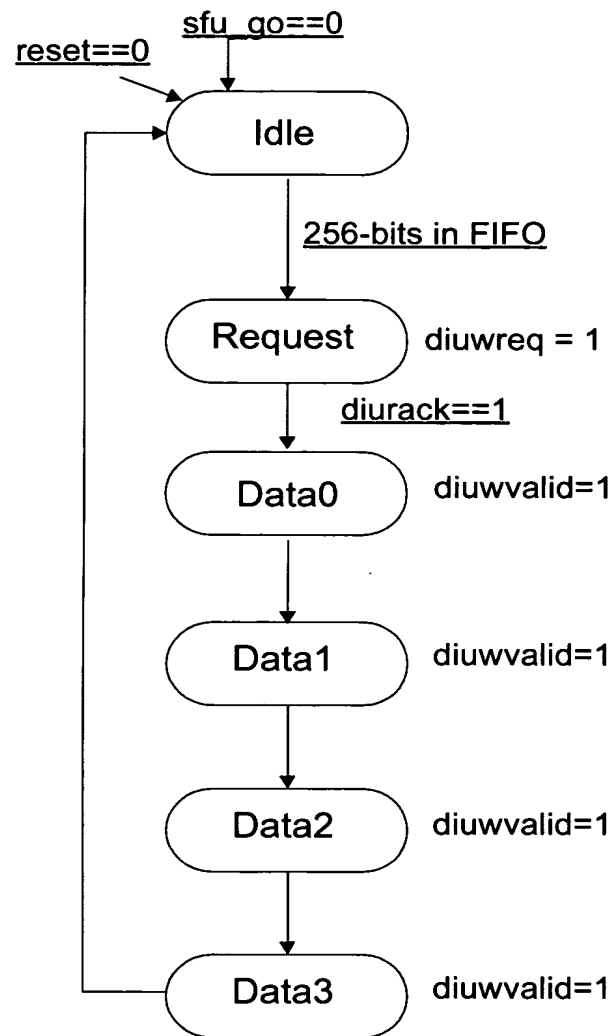 sfu_go==0
reset==0
Idle
256-bits in FIFO
Request
diuwreq = 1
diurack==1
Data0
diuwvalid=1
Data1
diuwvalid=1
Data2
diuwvalid=1
Data3
diuwvalid=1